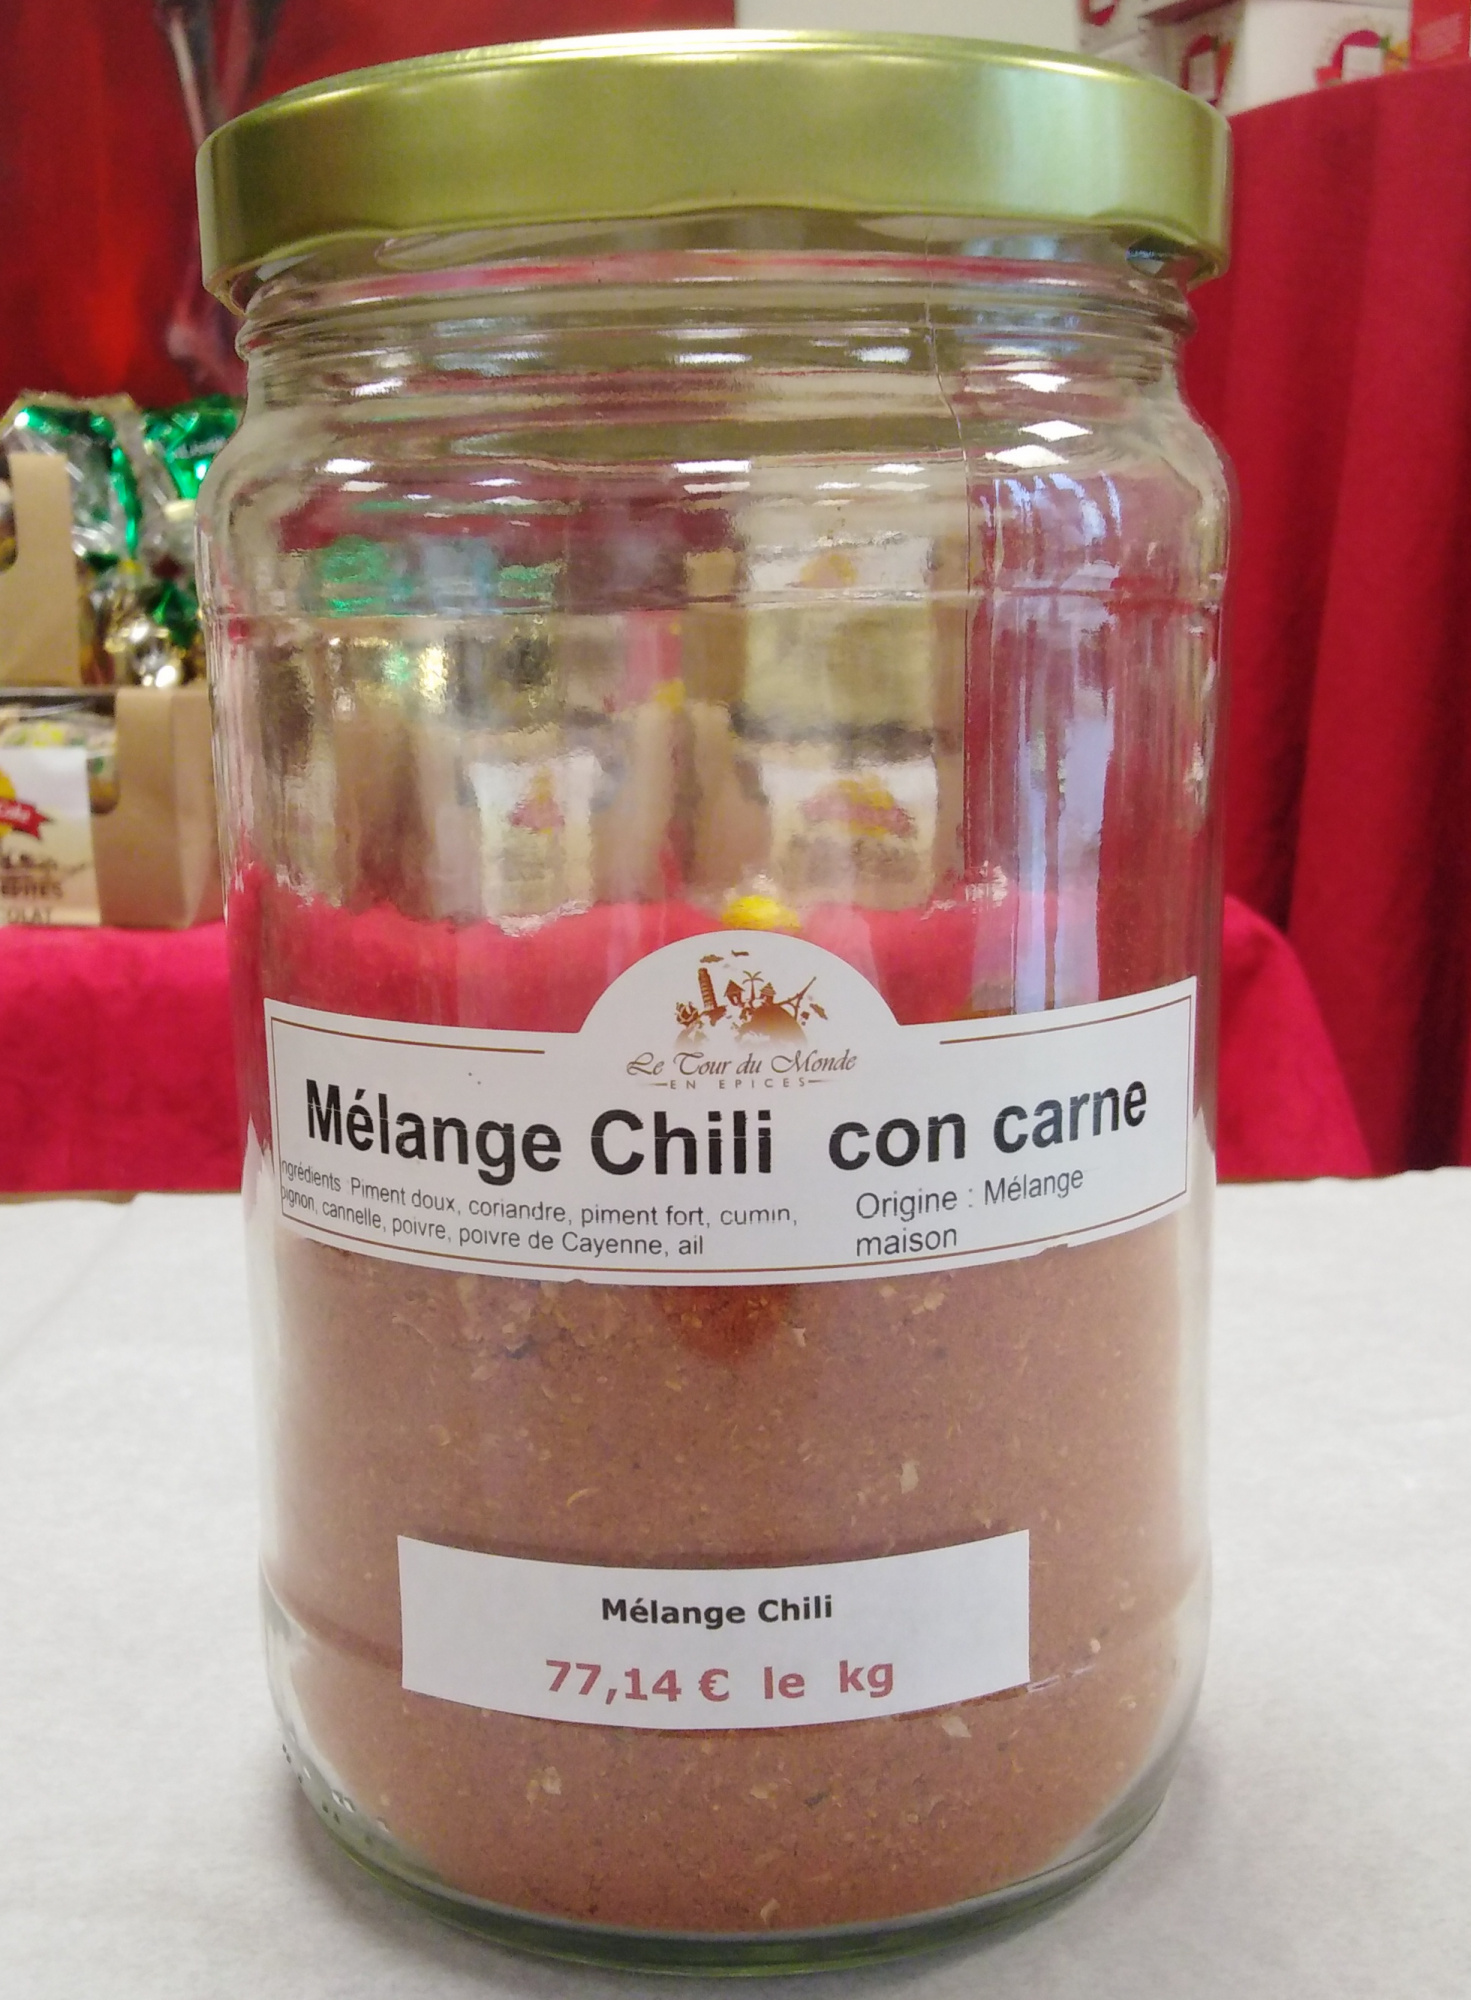 Le Tour du Monde
EN EPICES
Mélange Chili con carne
Ingrédients Piment doux, coriandre, piment fort, cumin,
oignon, cannelle, poivre, poivre de Cayenne, ail
Origine : Mélange
maison
Mélange Chili
77,14 € le kg
OLAT